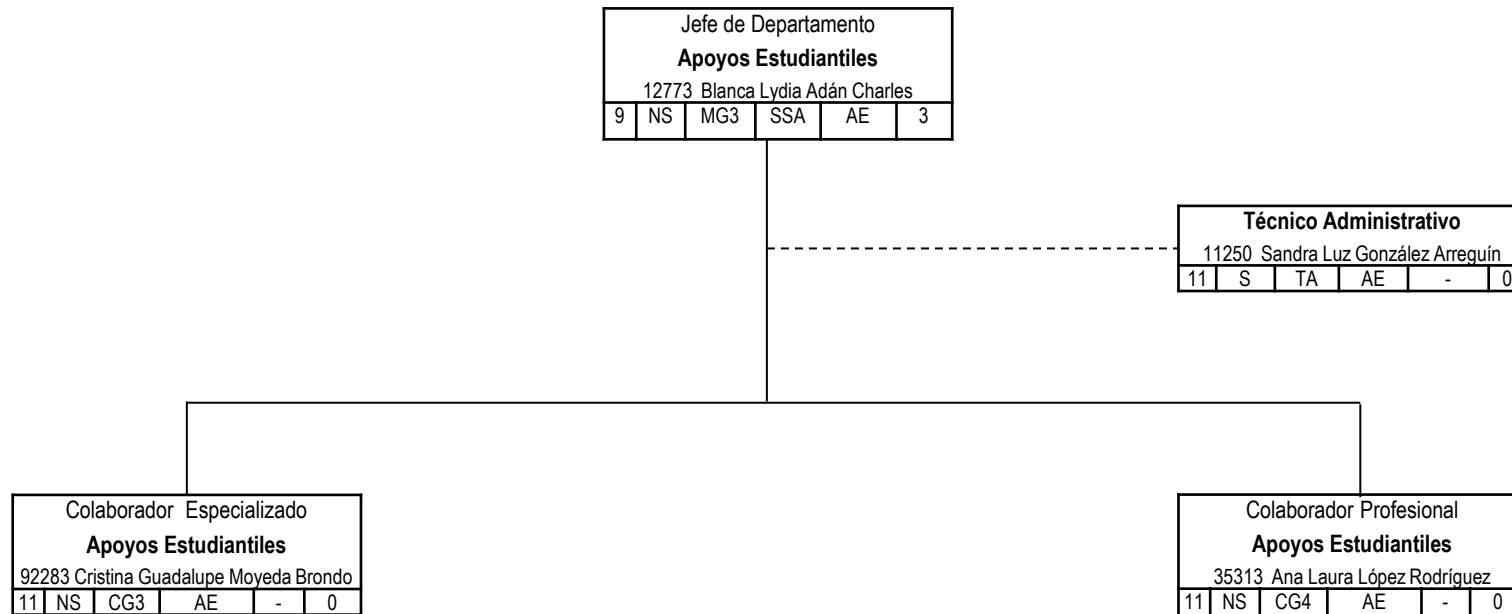 Jefe de Departamento
Apoyos Estudiantiles
12773 Blanca Lydia Adán Charles
9 NS MG3 SSA AE 3
Técnico Administrativo
11250 Sandra Luz González Arreguín
11 S TA AE - 0
Colaborador Especializado
Apoyos Estudiantiles
92283 Cristina Guadalupe Moyeda Brondo
11 NS CG3 AE - 0
Colaborador Profesional
Apoyos Estudiantiles
35313 Ana Laura López Rodríguez
11 NS CG4 AE - 0